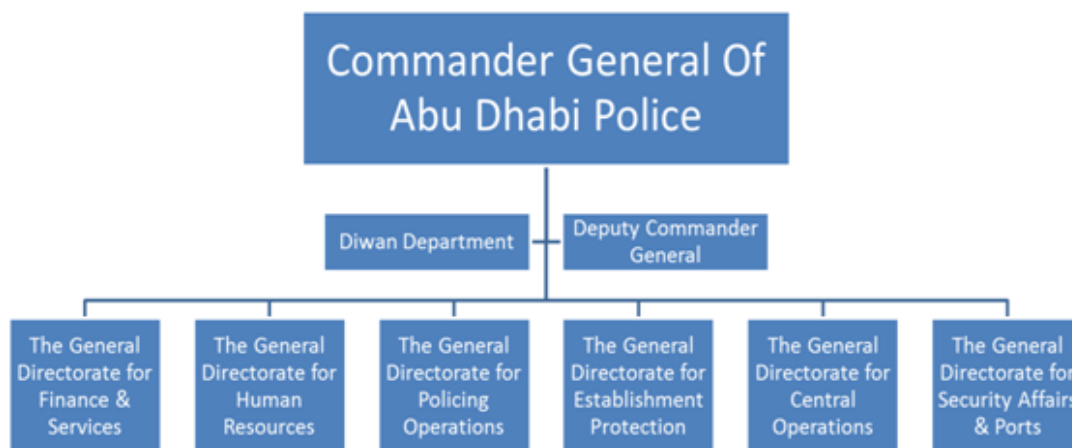 Commander General Of
Abu Dhabi Police
Diwan Department
Deputy Commander
General
The General
Directorate for
Finance &
Services
The General
Directorate for
Human
Resources
The General
Directorate for
Policing
Operations
The General
Directorate for
Establishment
Protection
The General
Directorate for
Central
Operations
The General
Directorate for
Security Affairs
& Ports